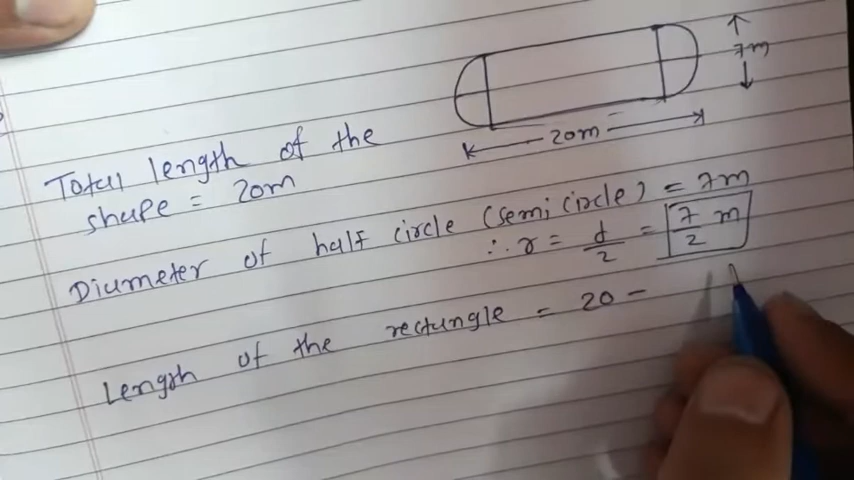 7m
20m
Total length of the
shape = 20m
Diameter of half circle (semi circle) = 7m
∴ r = d/2 = 7/2 m
Length of the rectangle = 20 -